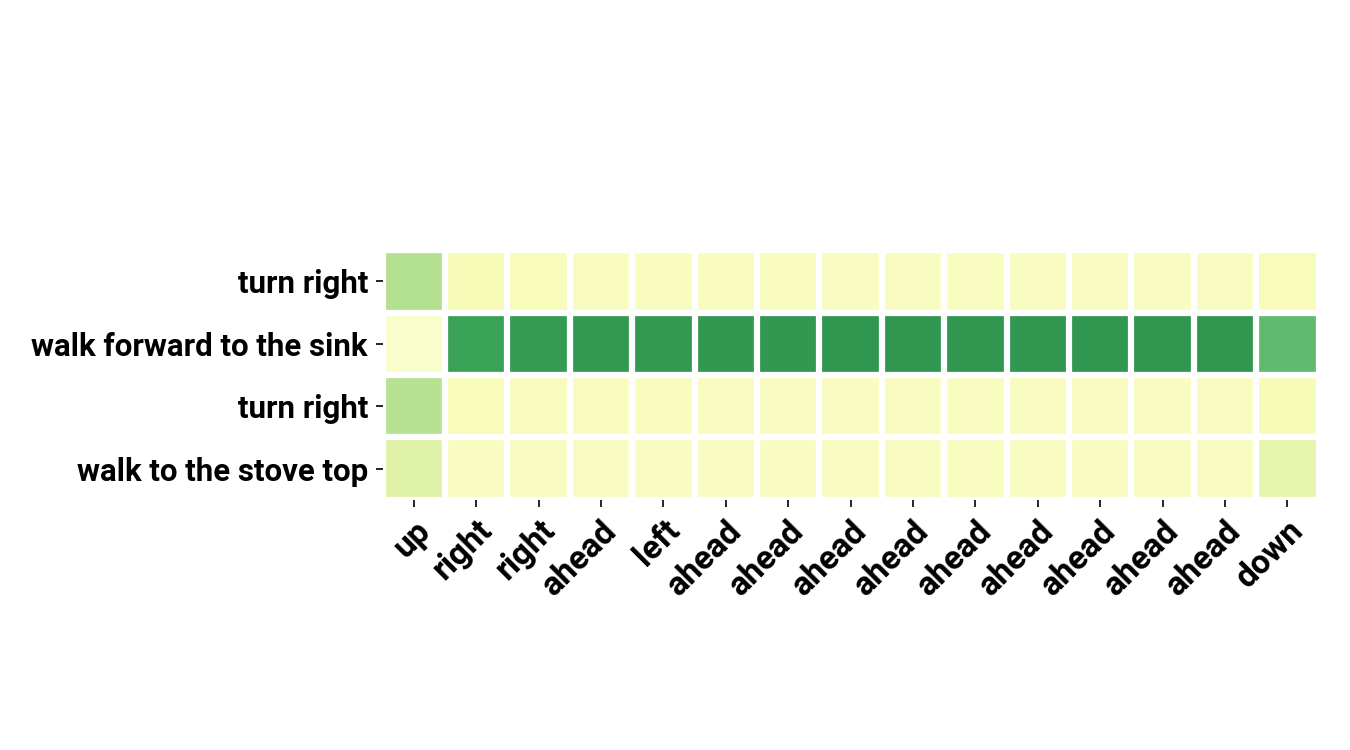 turn right
walk forward to the sink
turn right
walk to the stove top
up
right
right
ahead
left
ahead
ahead
ahead
ahead
ahead
ahead
ahead
ahead
ahead
down